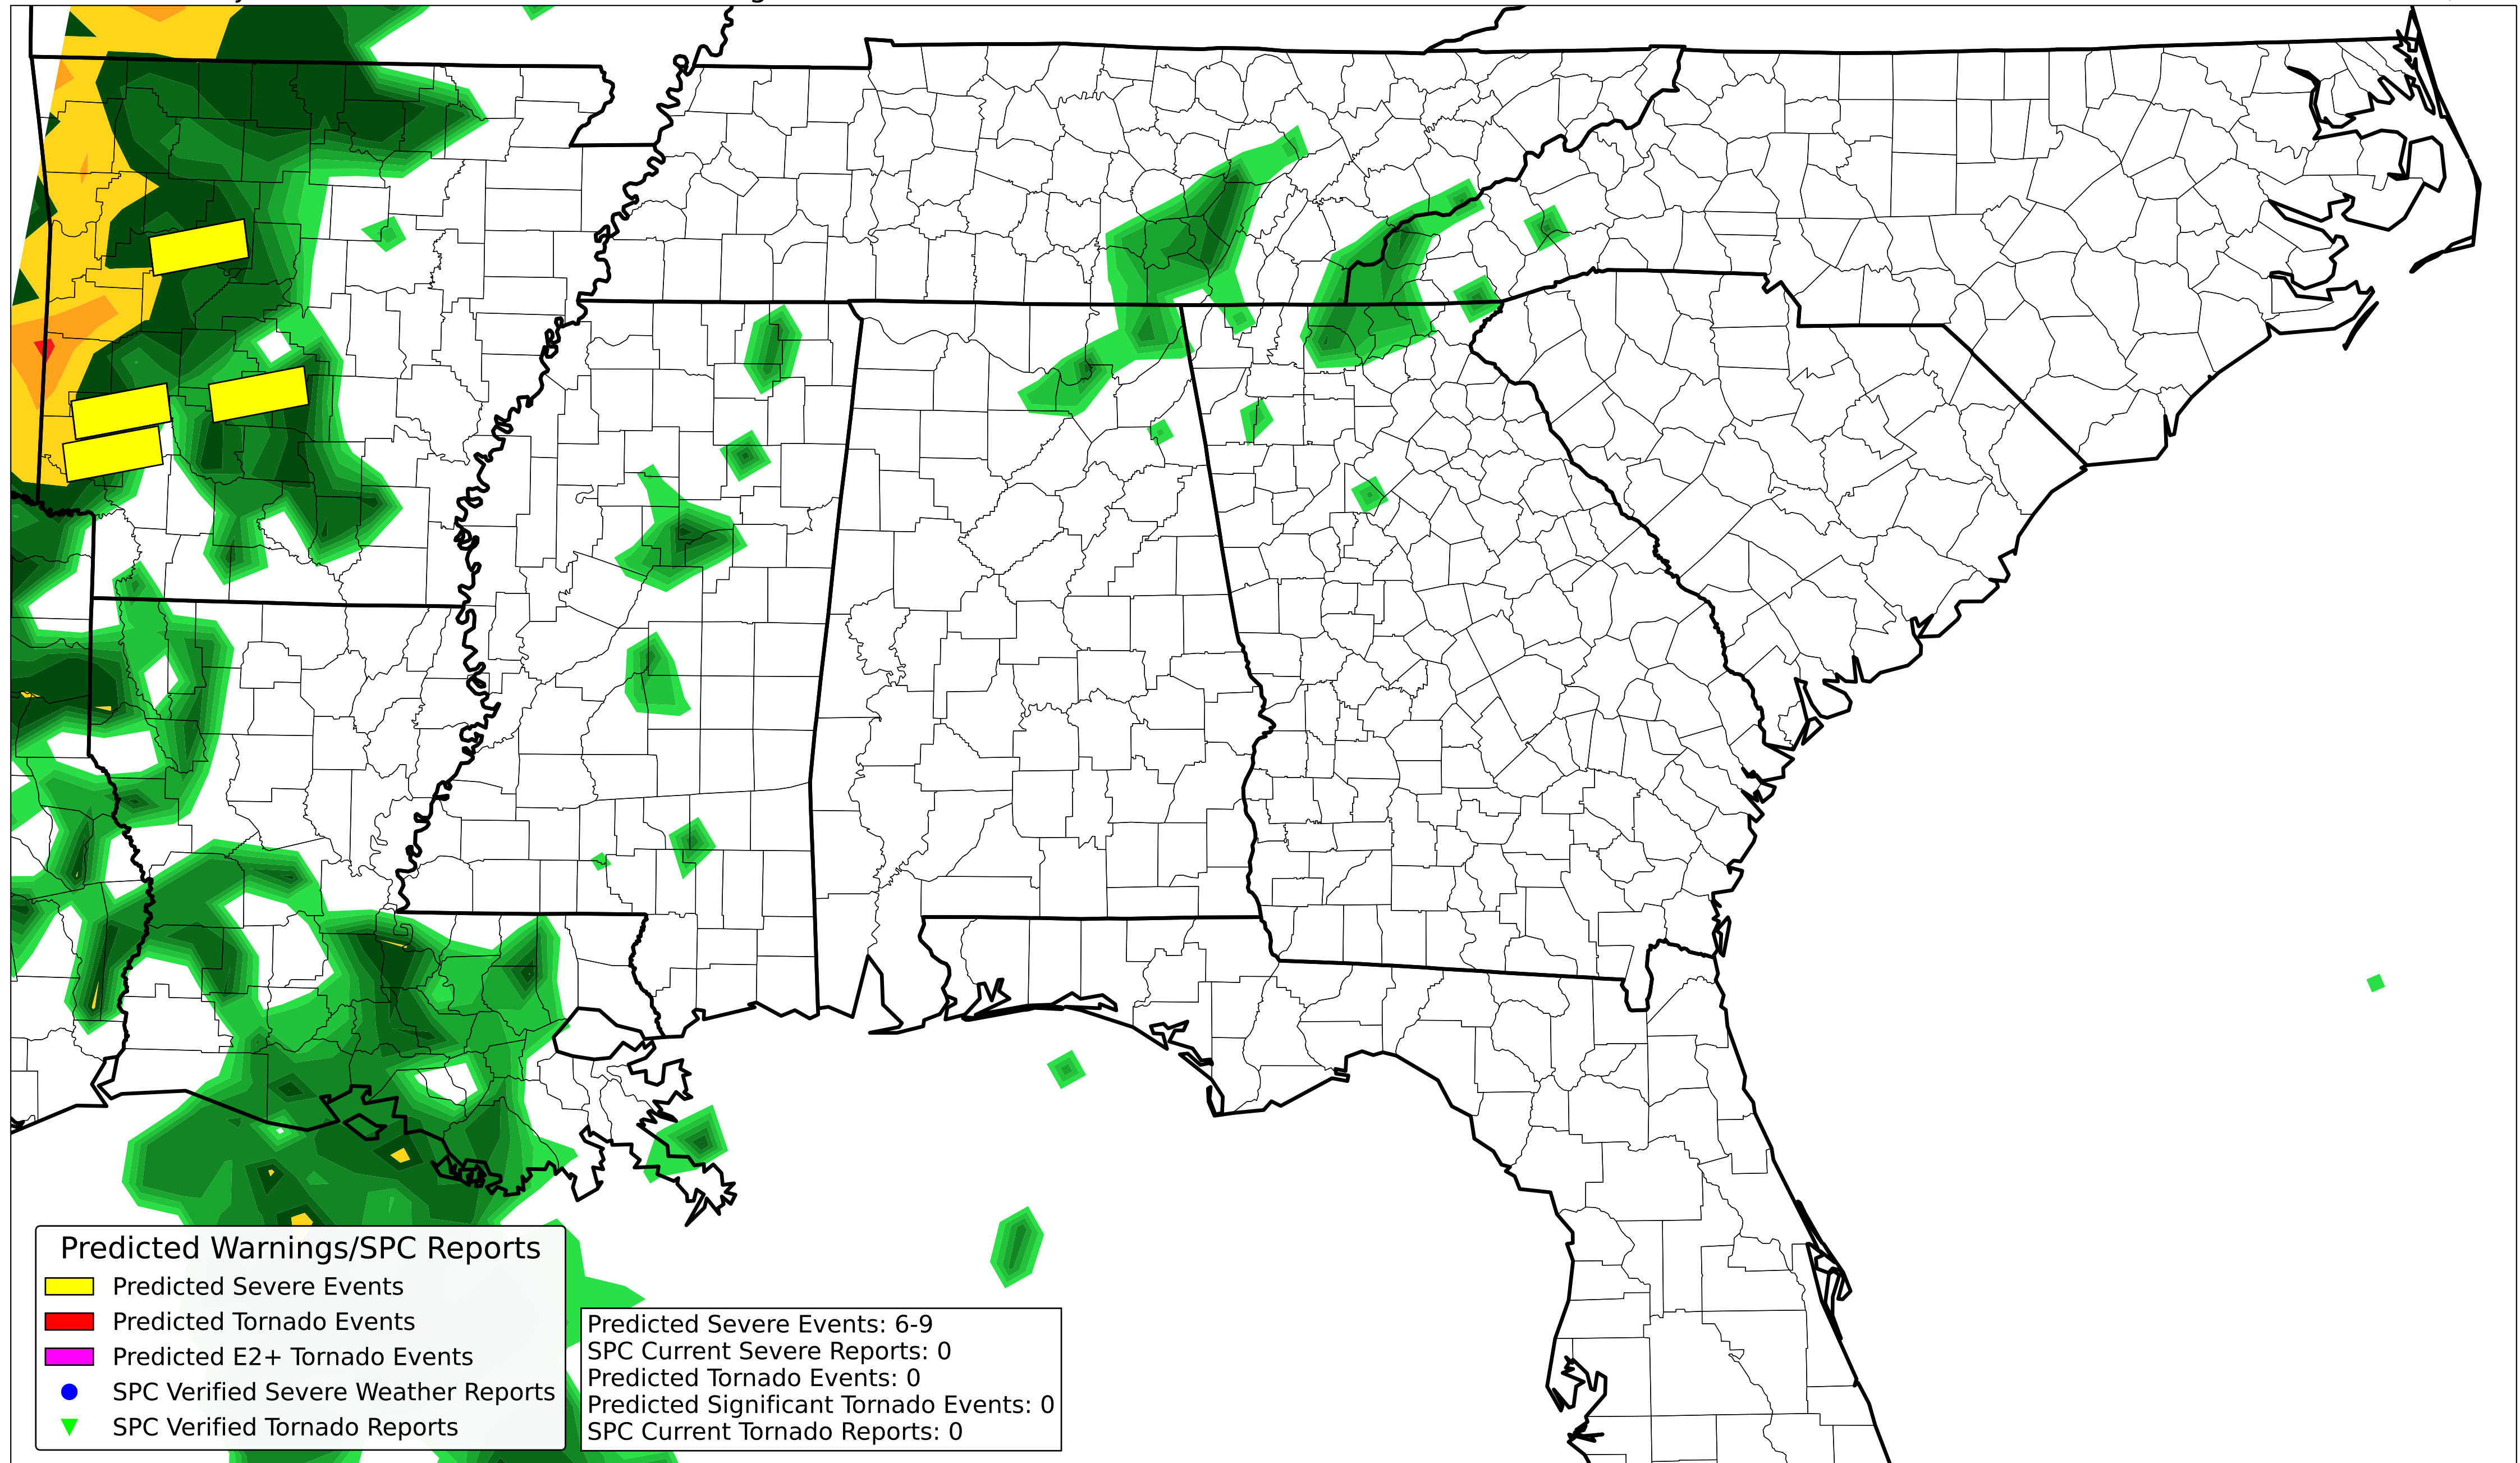 Predicted Warnings/SPC Reports
Predicted Severe Events
Predicted Tornado Events
Predicted E2+ Tornado Events
SPC Verified Severe Weather Reports
SPC Verified Tornado Reports
Predicted Severe Events: 6-9
SPC Current Severe Reports: 0
Predicted Tornado Events: 0
Predicted Significant Tornado Events: 0
SPC Current Tornado Reports: 0